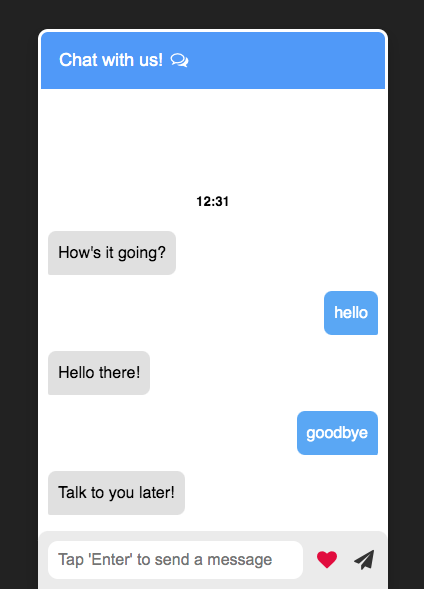 Chat with us!
12:31
How's it going?
hello
Hello there!
goodbye
Talk to you later!
Tap 'Enter' to send a message